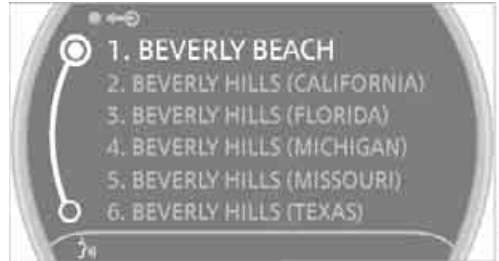 1. BEVERLY BEACH
2. BEVERLY HILLS (CALIFORNIA)
3. BEVERLY HILLS (FLORIDA)
4. BEVERLY HILLS (MICHIGAN)
5. BEVERLY HILLS (MISSOURI)
6. BEVERLY HILLS (TEXAS)